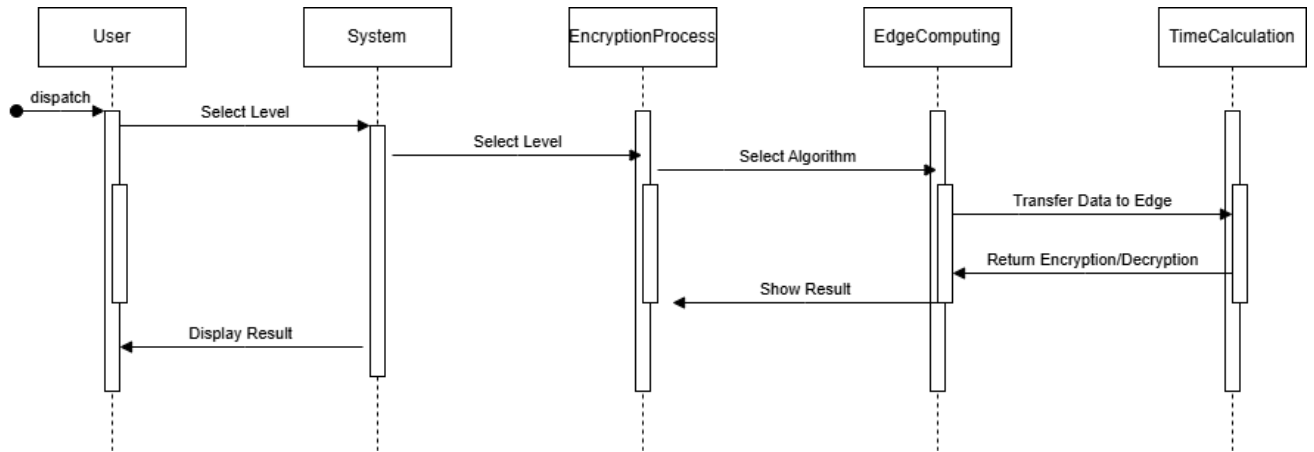 User
System
EncryptionProcess
EdgeComputing
TimeCalculation
dispatch
Select Level
Select Level
Select Algorithm
Transfer Data to Edge
Return Encryption/Decryption
Show Result
Display Result